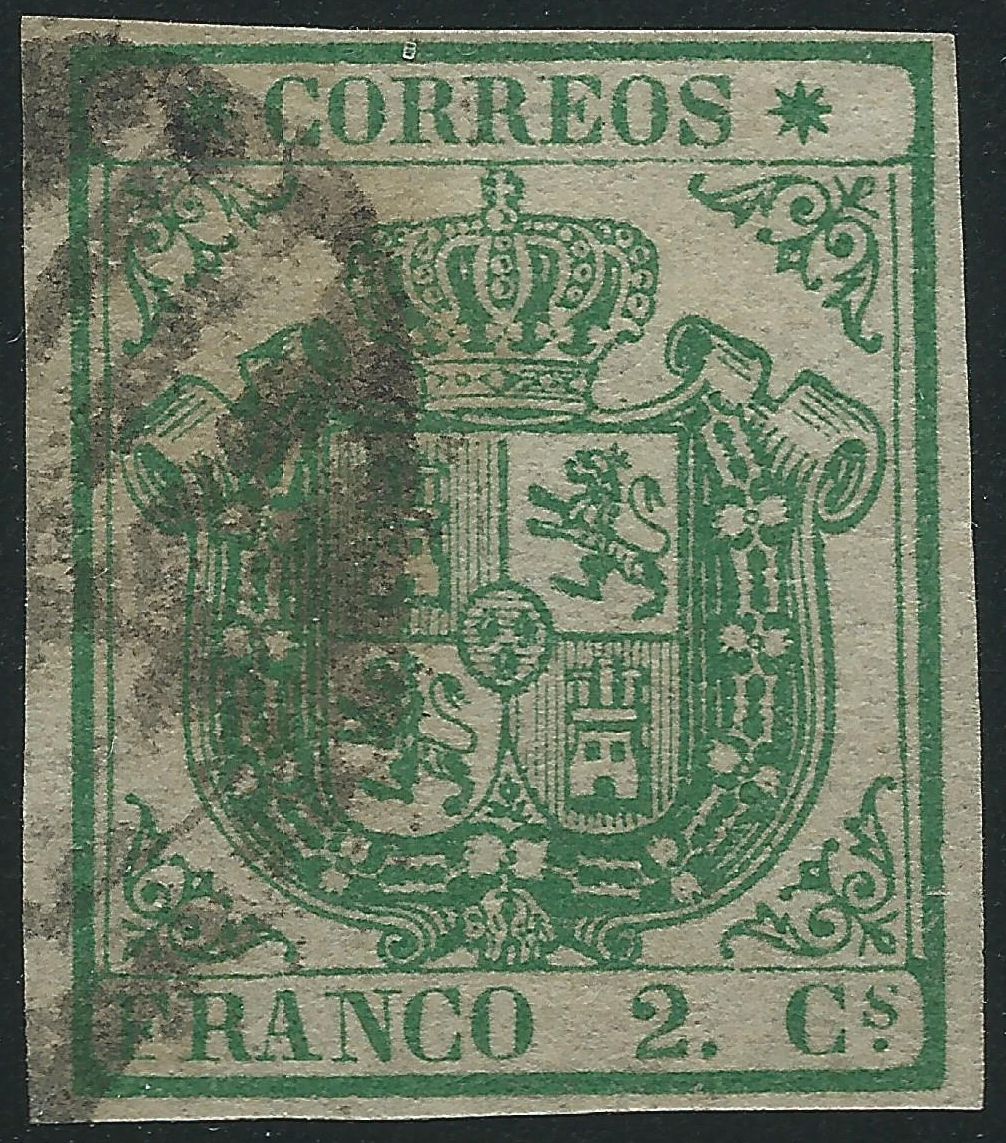 * CORREOS *
FRANCO 2. Cs.